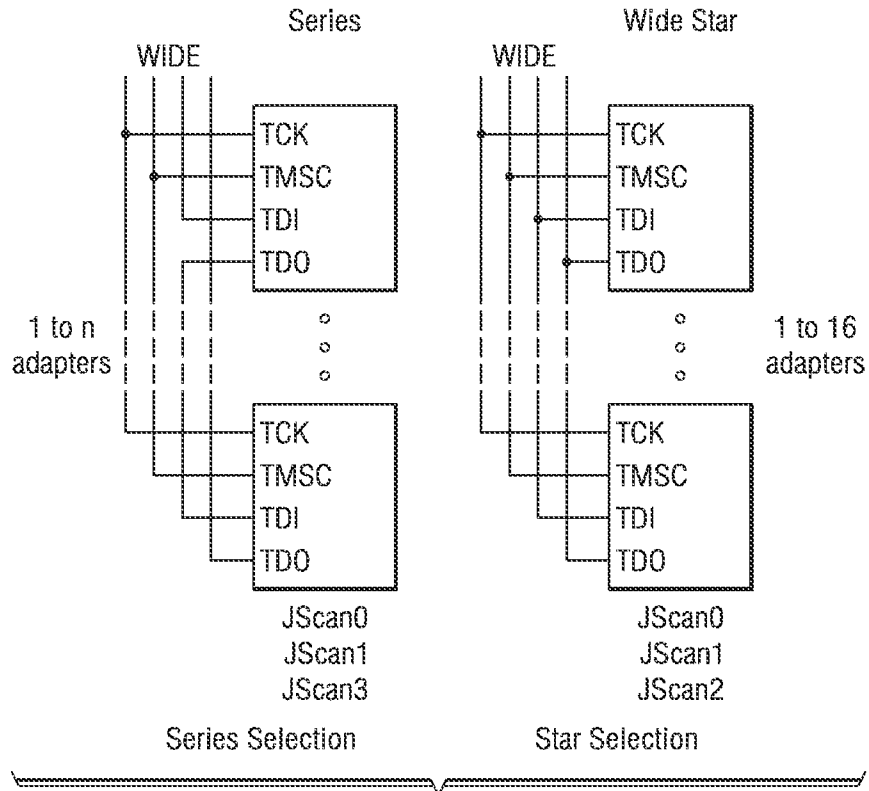 Series
WIDE
TCK
TMSC
TDI
TDO
1 to n
adapters
TCK
TMSC
TDI
TDO
JScan0
JScan1
JScan3
Series Selection
Wide Star
WIDE
TCK
TMSC
TDI
TDO
1 to 16
adapters
TCK
TMSC
TDI
TDO
JScan0
JScan1
JScan2
Star Selection